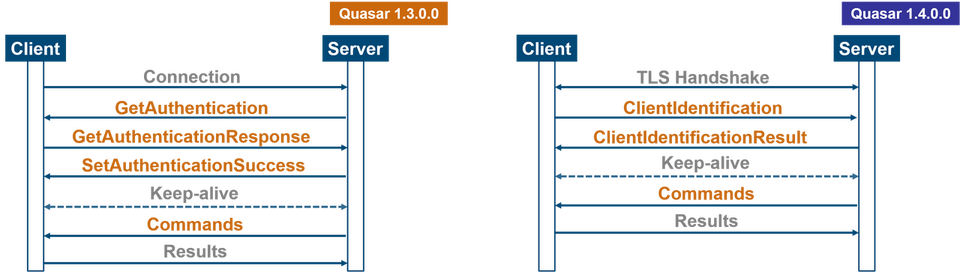 Quasar 1.3.0.0
Client
Server
Connection
GetAuthentication
GetAuthenticationResponse
SetAuthenticationSuccess
Keep-alive
Commands
Results
Quasar 1.4.0.0
Client
Server
TLS Handshake
ClientIdentification
ClientIdentificationResult
Keep-alive
Commands
Results